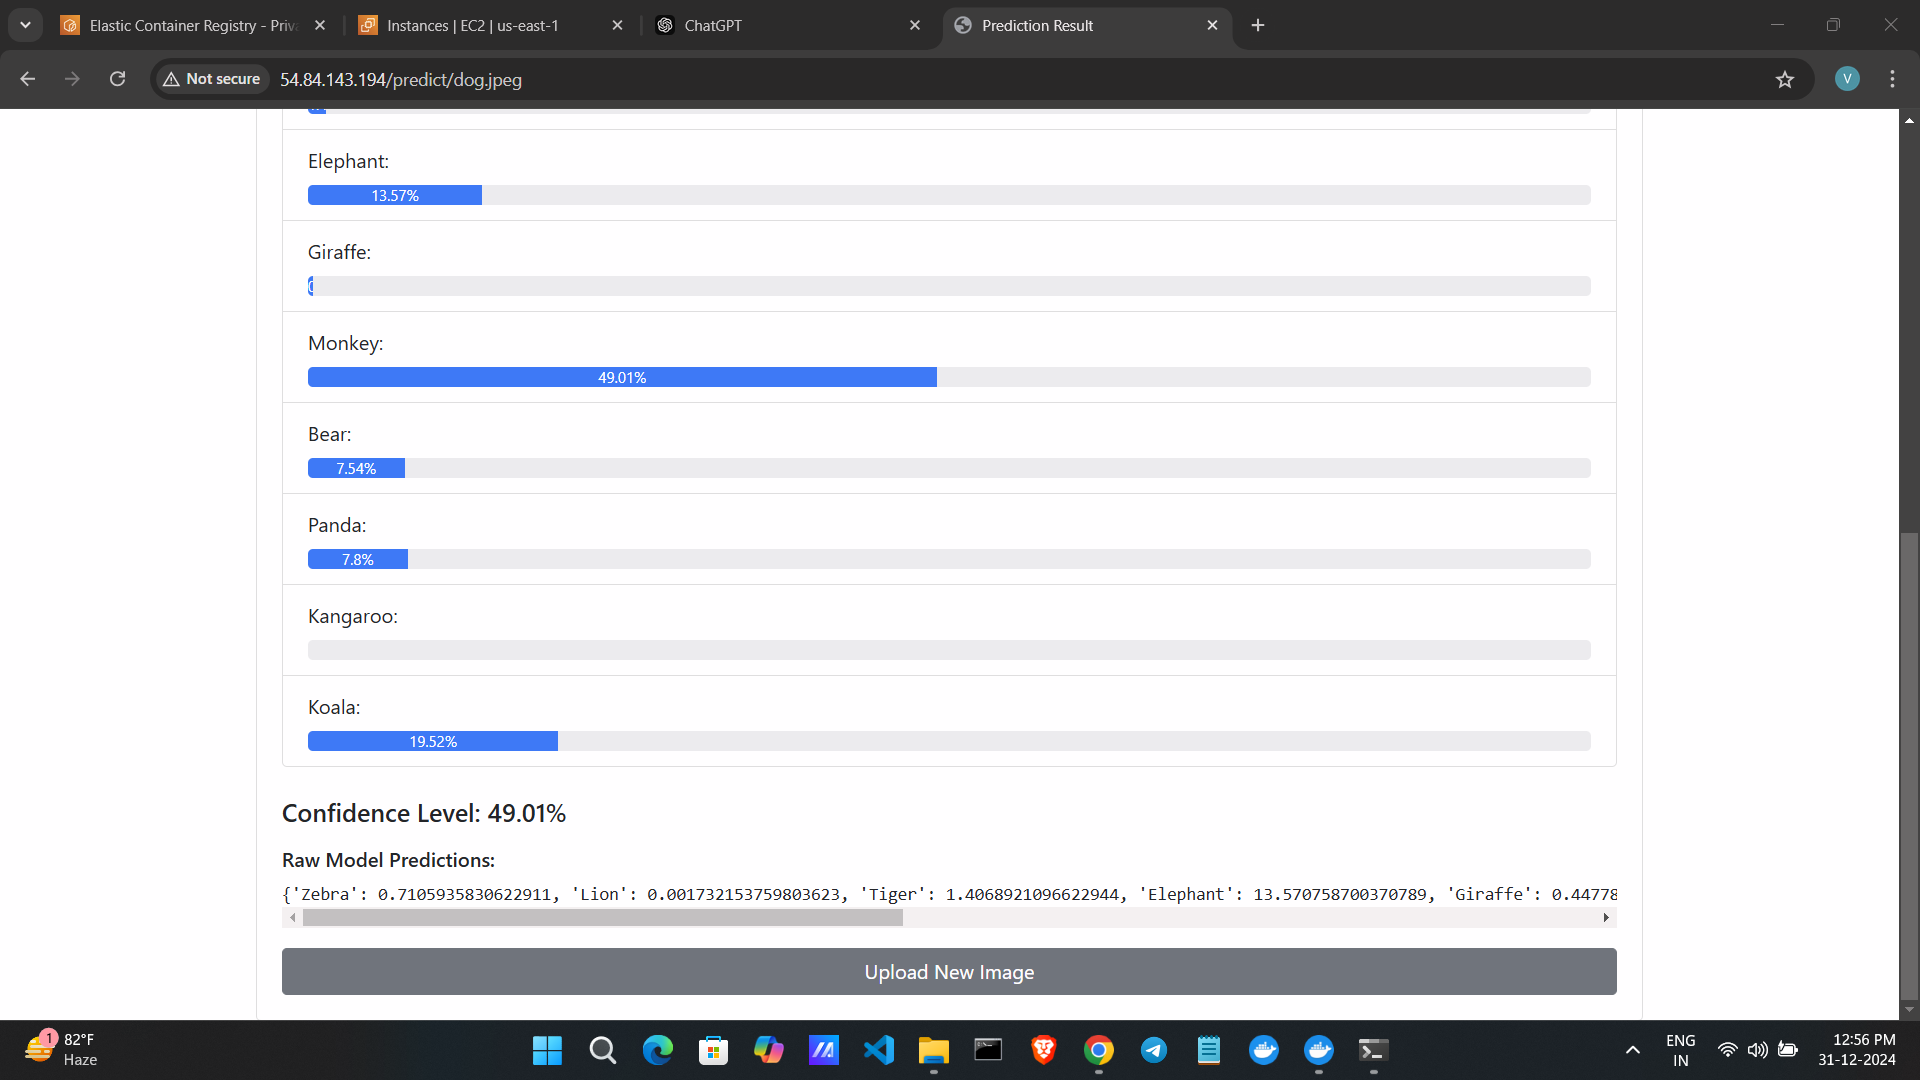 Elastic Container Registry - Priv
Instances | EC2 | us-east-1
ChatGPT
Prediction Result
Not secure
54.84.143.194/predict/dog.jpeg
V
Elephant:
13.57%
Giraffe:
Monkey:
49.01%
Bear:
7.54%
Panda:
7.8%
Kangaroo:
Koala:
19.52%
Confidence Level: 49.01%
Raw Model Predictions:
{'Zebra': 0.7105935830622911, 'Lion': 0.001732153759803623, 'Tiger': 1.4068921096622944, 'Elephant': 13.570758700370789, 'Giraffe': 0.44778
Upload New Image
1
82°F
Haze
ENG
IN
12:56 PM
31-12-2024